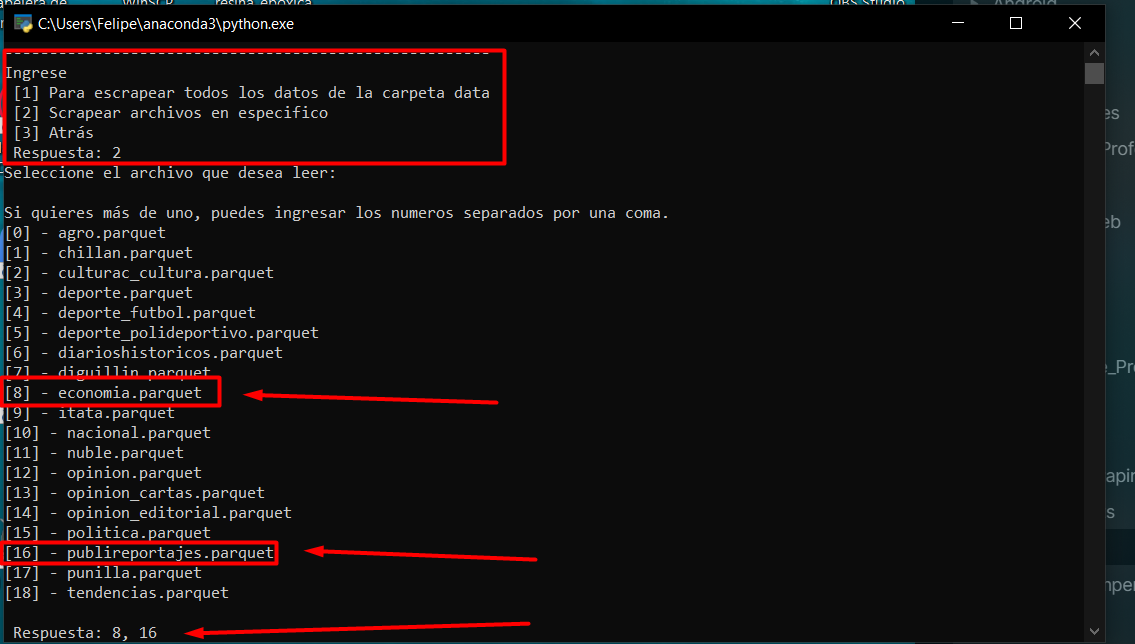 C:\Users\Felipe\anaconda3\python.exe
Ingrese
[1] Para escrapear todos los datos de la carpeta data
[2] Scrapear archivos en especifico
[3] Atrás
Respuesta: 2
Seleccione el archivo que desea leer:
Si quieres más de uno, puedes ingresar los numeros separados por una coma.
[0] - agro.parquet
[1] - chillan.parquet
[2] - culturac_cultura.parquet
[3] - deporte.parquet
[4] - deporte_futbol.parquet
[5] - deporte_polideportivo.parquet
[6] - diarioshistoricos.parquet
[7] - diguillin.parquet
[8] - economia.parquet
[9] - itata.parquet
[10] - nacional.parquet
[11] - nuble.parquet
[12] - opinion.parquet
[13] - opinion_cartas.parquet
[14] - opinion_editorial.parquet
[15] - politica.parquet
[16] - publireportajes.parquet
[17] - punilla.parquet
[18] - tendencias.parquet
Respuesta: 8, 16